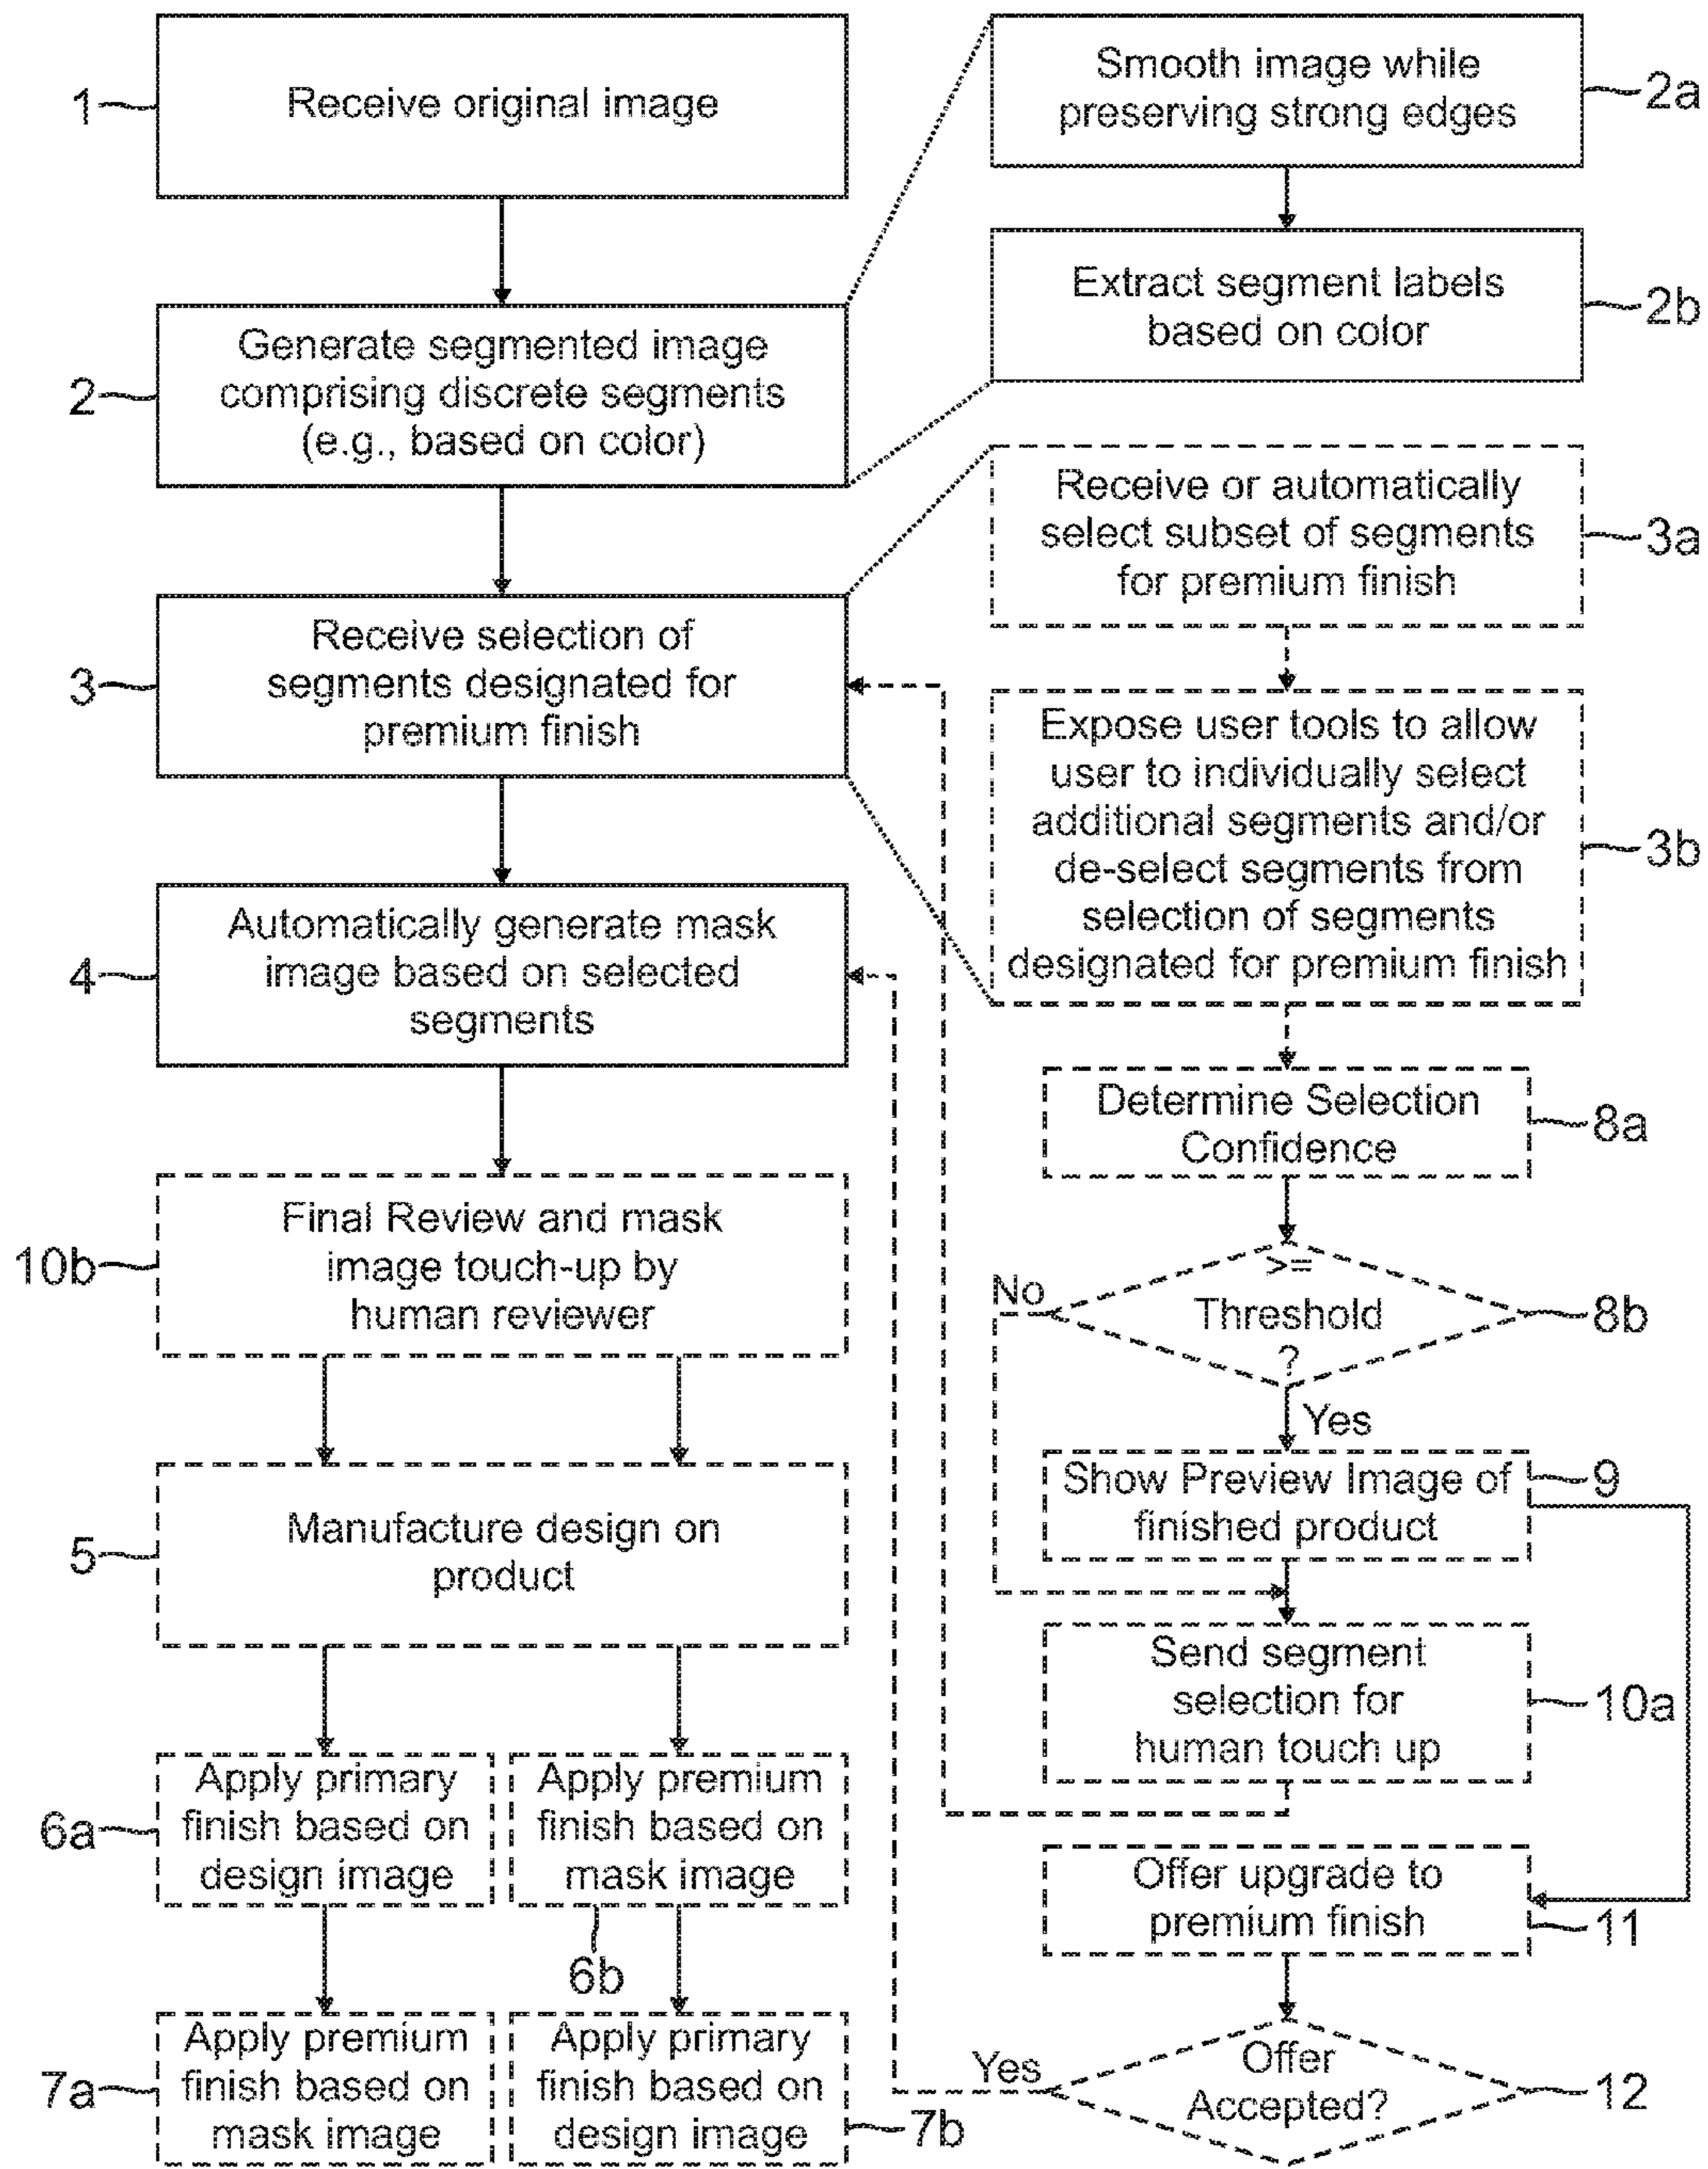 1
Receive original image
2
Generate segmented image
comprising discrete segments
(e.g., based on color)
3
Receive selection of
segments designated for
premium finish
4
Automatically generate mask
image based on selected
segments
10b
Final Review and mask
image touch-up by
human reviewer
5
Manufacture design on
product
6a
Apply primary
finish based on
design image
Apply premium
finish based on
mask image
6b
7a
Apply premium
finish based on
mask image
Apply primary
finish based on
design image
7b
Smooth image while
preserving strong edges
2a
Extract segment labels
based on color
2b
Receive or automatically
select subset of segments
for premium finish
3a
Expose user tools to allow
user to individually select
additional segments and/or
de-select segments from
selection of segments
designated for premium finish
3b
Determine Selection
Confidence
8a
No
>=
Threshold
?
8b
Yes
Show Preview Image of
finished product
9
Send segment
selection for
human touch up
10a
Offer upgrade to
premium finish
11
Yes
Offer
Accepted?
12